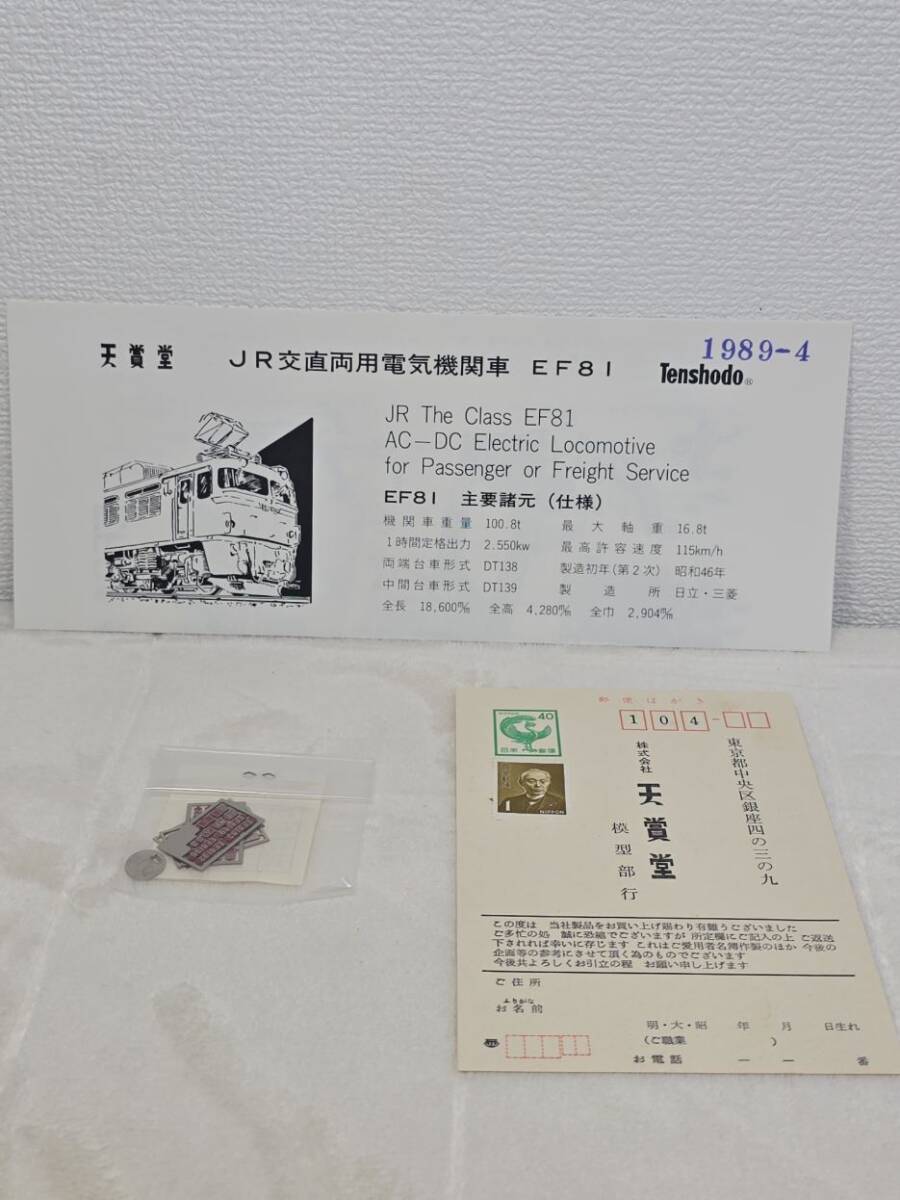 天賞堂 JR交直両用電気機関車 EF81
1989-4
Tenshodo®
JR The Class EF81
AC-DC Electric Locomotive
for Passenger or Freight Service
EF81 主要諸元(仕様)
機関車重量 100.8t 最大軸重 16.8t
1時間定格出力 2.550kw 最高許容速度 115km/h
両端台車形式 DT138 製造初年(第2次) 昭和46年
中間台車形式 DT139 製造所 日立・三菱
全長 18,600m/m 全高 4,280m/m 全巾 2,904m/m
郵便はがき
40
日本郵便
1
NIPPON
104-
東京都中央区銀座四の三の九
株式会社 天賞堂
模型部行
この度は 当社製品をお買い上げ賜わり有難うございました
ご多忙の処 誠に恐縮でございますが 所定欄にご記入の上 ご返送
下されれば幸いに存じます これはご愛用者名簿作製のほか 今後の
企画等の参考にさせて頂く為のものでございます
今後共よろしくお引立の程 お願い申し上げます
ご住所
ふりがな
お名前
明・大・昭 年 月 日生れ
(ご職業 )
お電話 ー ー 番